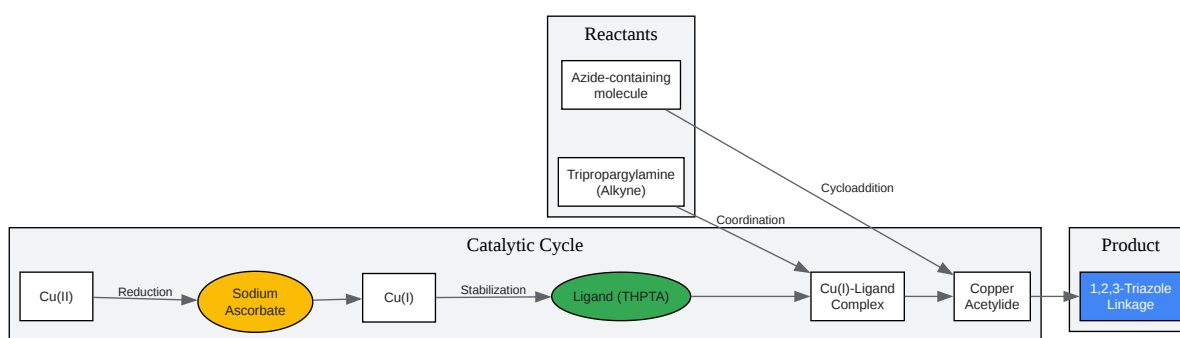 Reactants
Azide-containing
molecule
Tripropargylamine
(Alkyne)
Cycloaddition
Coordination
Catalytic Cycle
Cu(II)
Reduction
Sodium
Ascorbate
Cu(I)
Stabilization
Ligand (THPTA)
Cu(I)-Ligand
Complex
Copper
Acetylide
Product
1,2,3-Triazole
Linkage